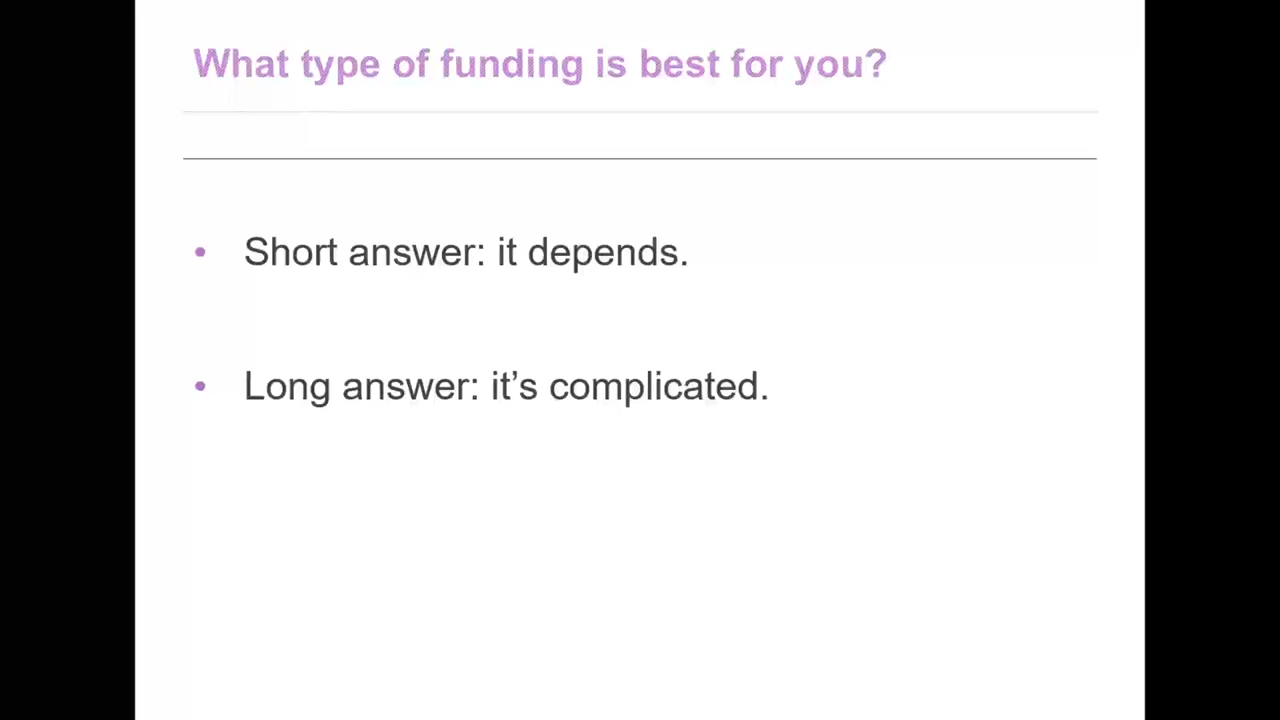 What type of funding is best for you?
• Short answer: it depends.
• Long answer: it’s complicated.